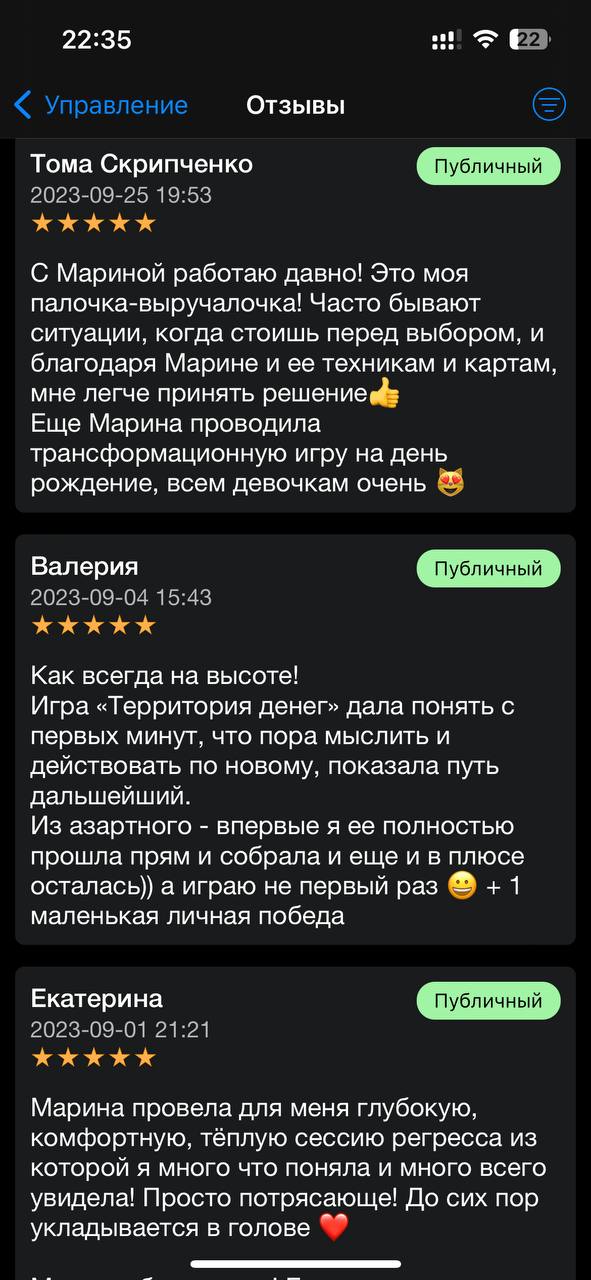 22:35
22
Управление
Отзывы
Тома Скрипченко
Публичный
2023-09-25 19:53
★★★★★
С Мариной работаю давно! Это моя
палочка-выручалочка! Часто бывают
ситуации, когда стоишь перед выбором, и
благодаря Марине и ее техникам и картам,
мне легче принять решение👍
Еще Марина проводила
трансформационную игру на день
рождение, всем девочкам очень 😻
Валерия
Публичный
2023-09-04 15:43
★★★★★
Как всегда на высоте!
Игра «Территория денег» дала понять с
первых минут, что пора мыслить и
действовать по новому, показала путь
дальшейший.
Из азартного - впервые я ее полностью
прошла прям и собрала и еще и в плюсе
осталась)) а играю не первый раз 😀 + 1
маленькая личная победа
Екатерина
Публичный
2023-09-01 21:21
★★★★★
Марина провела для меня глубокую,
комфортную, тёплую сессию регресса из
которой я много что поняла и много всего
увидела! Просто потрясающе! До сих пор
укладывается в голове ❤️